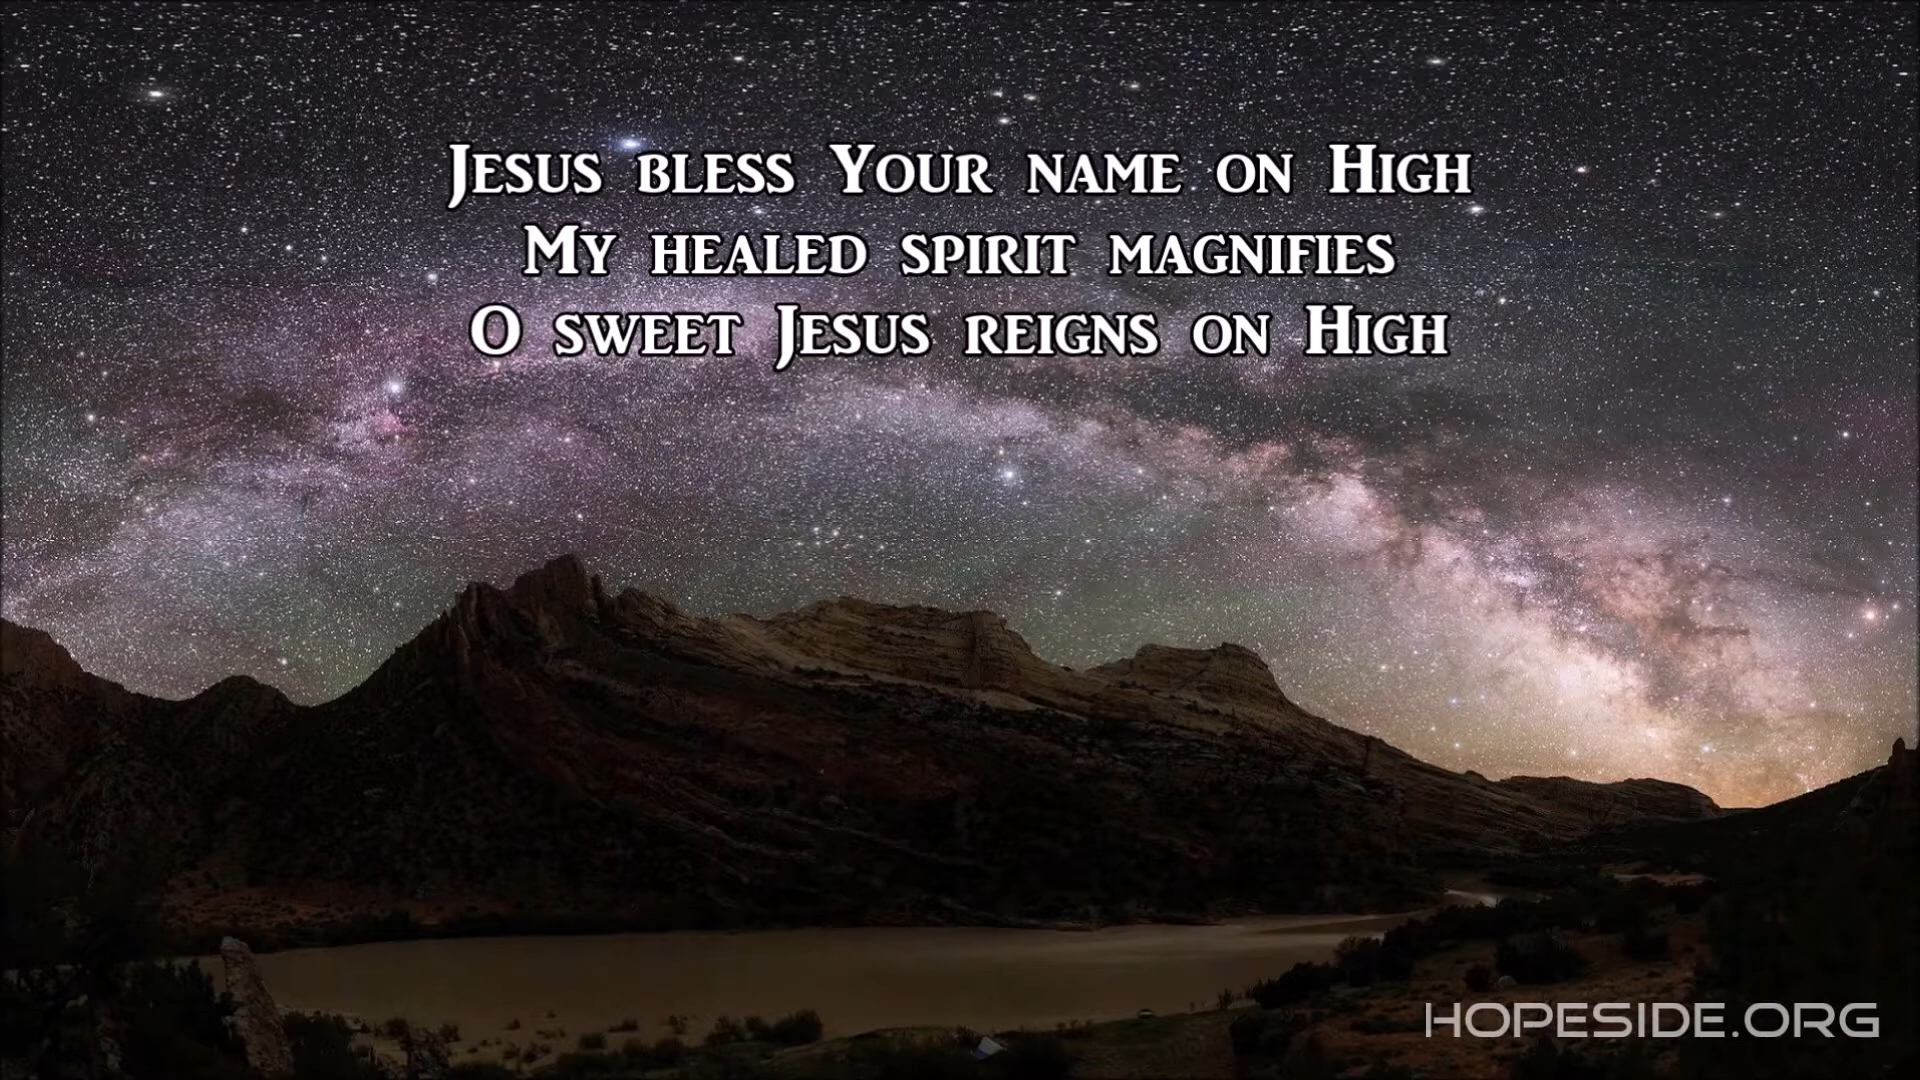 Jesus bless Your name on High
My healed spirit magnifies
O sweet Jesus reigns on High
HOPESIDE.ORG